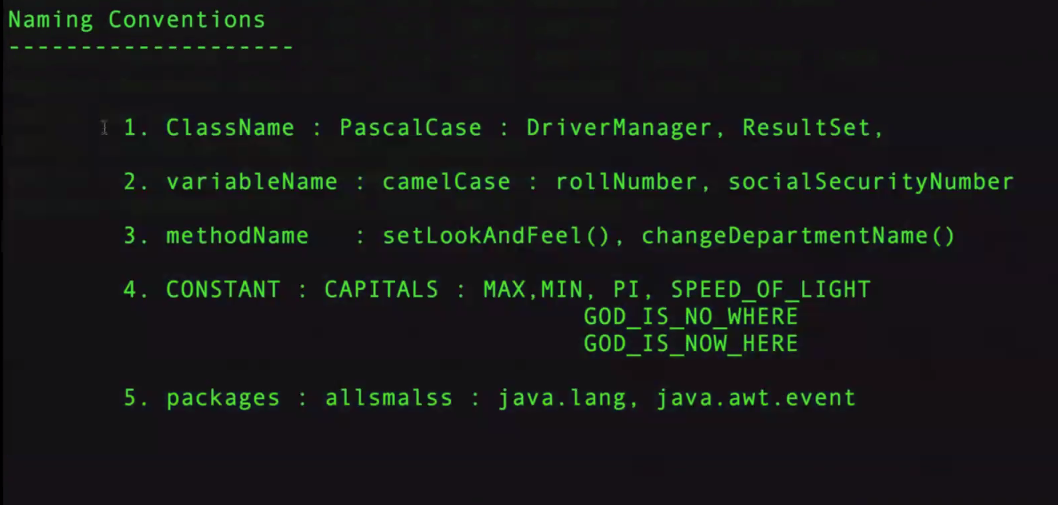 Naming Conventions
--------------------
1. ClassName : PascalCase : DriverManager, ResultSet,
2. variableName : camelCase : rollNumber, socialSecurityNumber
3. methodName : setLookAndFeel(), changeDepartmentName()
4. CONSTANT : CAPITALS : MAX,MIN, PI, SPEED_OF_LIGHT
GOD_IS_NO_WHERE
GOD_IS_NOW_HERE
5. packages : allsmalss : java.lang, java.awt.event